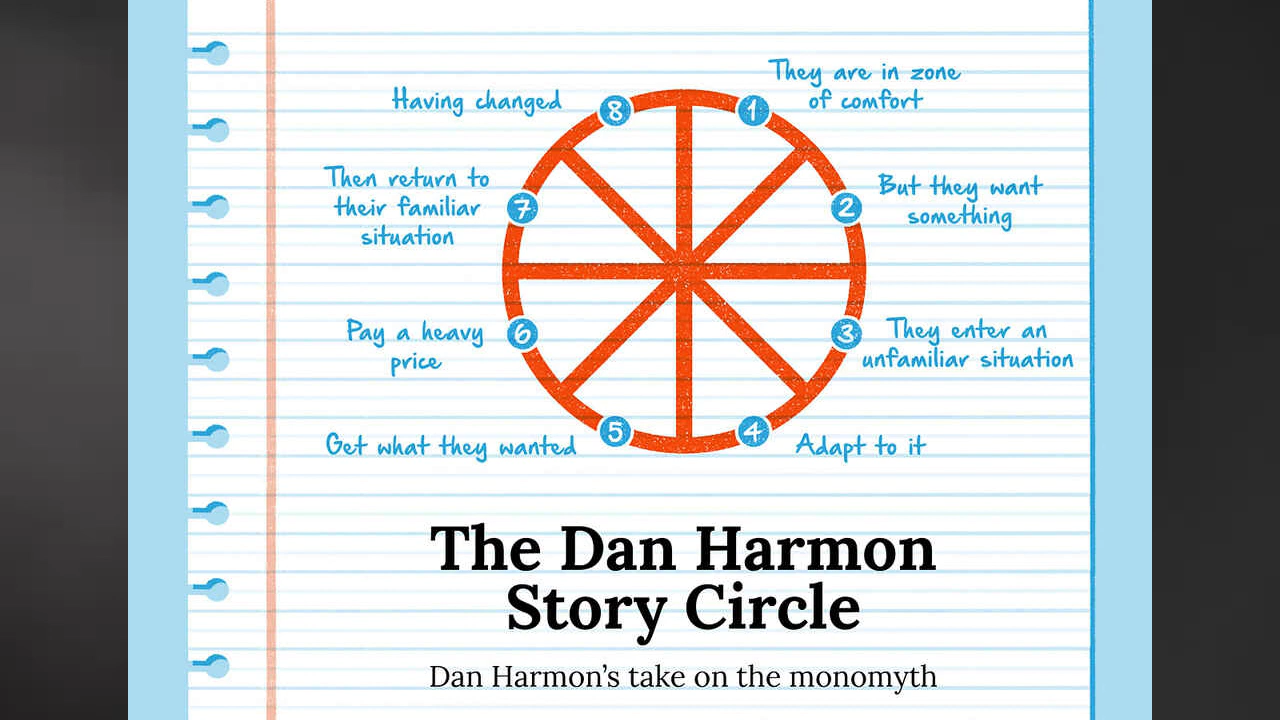 They are in zone
of comfort
1
But they want
something
2
They enter an
unfamiliar situation
3
Adapt to it
4
Get what they wanted
5
Pay a heavy
price
6
Then return to
their familiar
situation
7
Having changed
8
The Dan Harmon
Story Circle
Dan Harmon's take on the monomyth